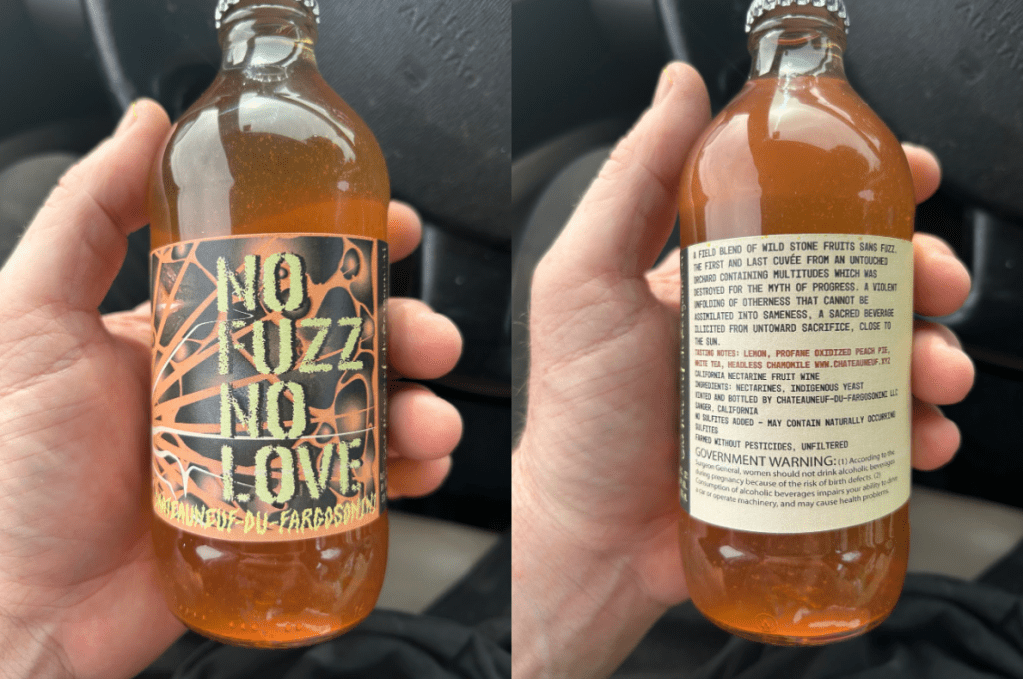 NO
FUZZ
NO
LOVE
-DU-FARGOSONINI
A FIELD BLEND OF WILD STONE FRUITS SANS FUZZ.
THE FIRST AND LAST CUVÉE FROM AN UNTOUCHED
ORCHARD CONTAINING MULTITUDES WHICH WAS
DESTROYED FOR THE MYTH OF PROGRESS. A VIOLENT
UNFOLDING OF OTHERNESS THAT CANNOT BE
ASSIMILATED INTO SAMENESS, A SACRED BEVERAGE
ILLICITED FROM UNTOWARD SACRIFICE, CLOSE TO
THE SUN.
TASTING NOTES: LEMON, PROFANE OXIDIZED PEACH PIE,
WHITE TEA, HEADLESS CHAMOMILE WWW.CHATEAUNEUF.XYZ
CALIFORNIA NECTARINE FRUIT WINE
INGREDIENTS: NECTARINES, INDIGENOUS YEAST
VINTED AND BOTTLED BY CHATEAUNEUF-DU-FARGOSONINI LLC
SANGER, CALIFORNIA
NO SULFITES ADDED - MAY CONTAIN NATURALLY OCCURRING
SULFITES
FARMED WITHOUT PESTICIDES, UNFILTERED
GOVERNMENT WARNING: (1) According to the
Surgeon General, women should not drink alcoholic beverages
during pregnancy because of the risk of birth defects. (2)
Consumption of alcoholic beverages impairs your ability to drive
a car or operate machinery, and may cause health problems.